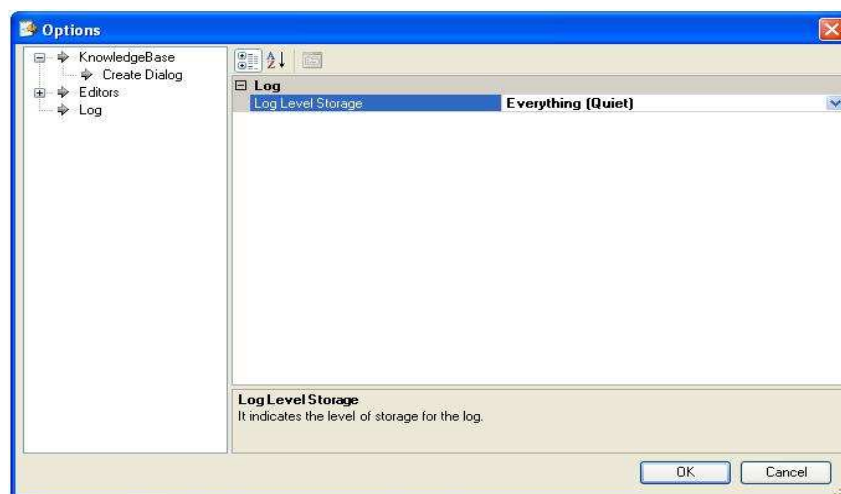 Options
KnowledgeBase
Create Dialog
Editors
Log
Log
Log Level Storage Everything (Quiet)
Log Level Storage
It indicates the level of storage for the log.
OK Cancel